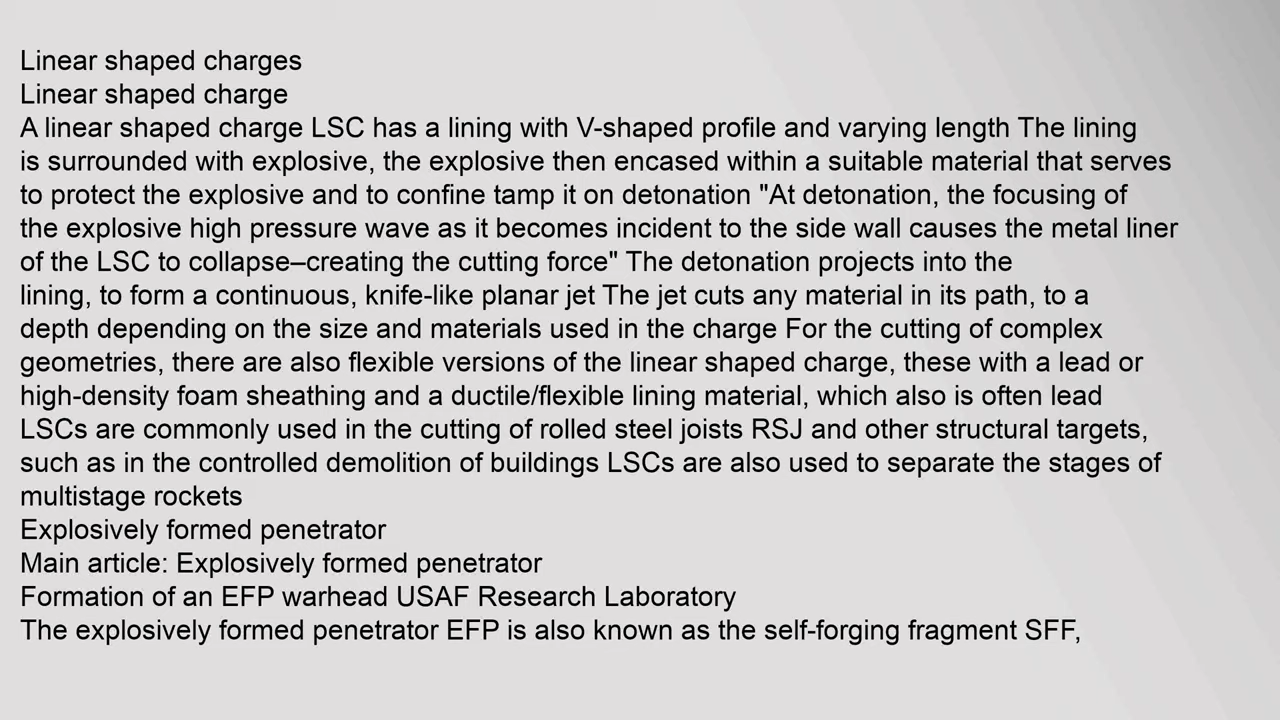 Linear shaped charges
Linear shaped charge
A linear shaped charge LSC has a lining with V-shaped profile and varying length The lining
is surrounded with explosive, the explosive then encased within a suitable material that serves
to protect the explosive and to confine tamp it on detonation "At detonation, the focusing of
the explosive high pressure wave as it becomes incident to the side wall causes the metal liner
of the LSC to collapse–creating the cutting force" The detonation projects into the
lining, to form a continuous, knife-like planar jet The jet cuts any material in its path, to a
depth depending on the size and materials used in the charge For the cutting of complex
geometries, there are also flexible versions of the linear shaped charge, these with a lead or
high-density foam sheathing and a ductile/flexible lining material, which also is often lead
LSCs are commonly used in the cutting of rolled steel joists RSJ and other structural targets,
such as in the controlled demolition of buildings LSCs are also used to separate the stages of
multistage rockets
Explosively formed penetrator
Main article: Explosively formed penetrator
Formation of an EFP warhead USAF Research Laboratory
The explosively formed penetrator EFP is also known as the self-forging fragment SFF,